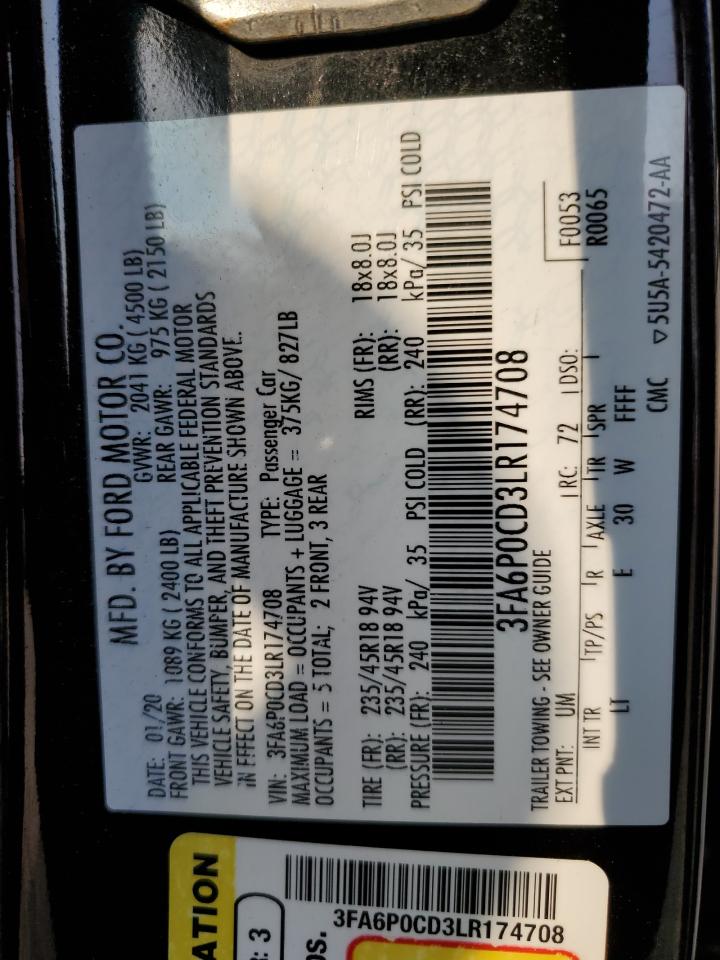 MFD. BY FORD MOTOR CO.
DATE: 01/20 GVWR: 2041 KG ( 4500 LB)
FRONT GAWR: 1089 KG ( 2400 LB) REAR GAWR: 975 KG ( 2150 LB)
THIS VEHICLE CONFORMS TO ALL APPLICABLE FEDERAL MOTOR
VEHICLE SAFETY, BUMPER, AND THEFT PREVENTION STANDARDS
IN EFFECT ON THE DATE OF MANUFACTURE SHOWN ABOVE.
VIN: 3FA6P0CD3LR174708 TYPE: Passenger Car
MAXIMUM LOAD = OCCUPANTS + LUGGAGE = 375KG/ 827LB
OCCUPANTS = 5 TOTAL; 2 FRONT, 3 REAR
TIRE (FR): 235/45R18 94V RIMS (FR): 18x8.0J
(RR): 235/45R18 94V (RR): 18x8.0J
PRESSURE (FR): 240 kPa/ 35 PSI COLD (RR): 240 kPa/ 35 PSI COLD
3FA6P0CD3LR174708
TRAILER TOWING - SEE OWNER GUIDE
F0053
EXT PNT: UM RC: 72 DSO: R0065
INT TR TP/PS R AXLE TR SPR
LT E 30 W FFFF
CMC ▽5U5A-5420472-AA
ATION
: 3
os.
3FA6P0CD3LR174708